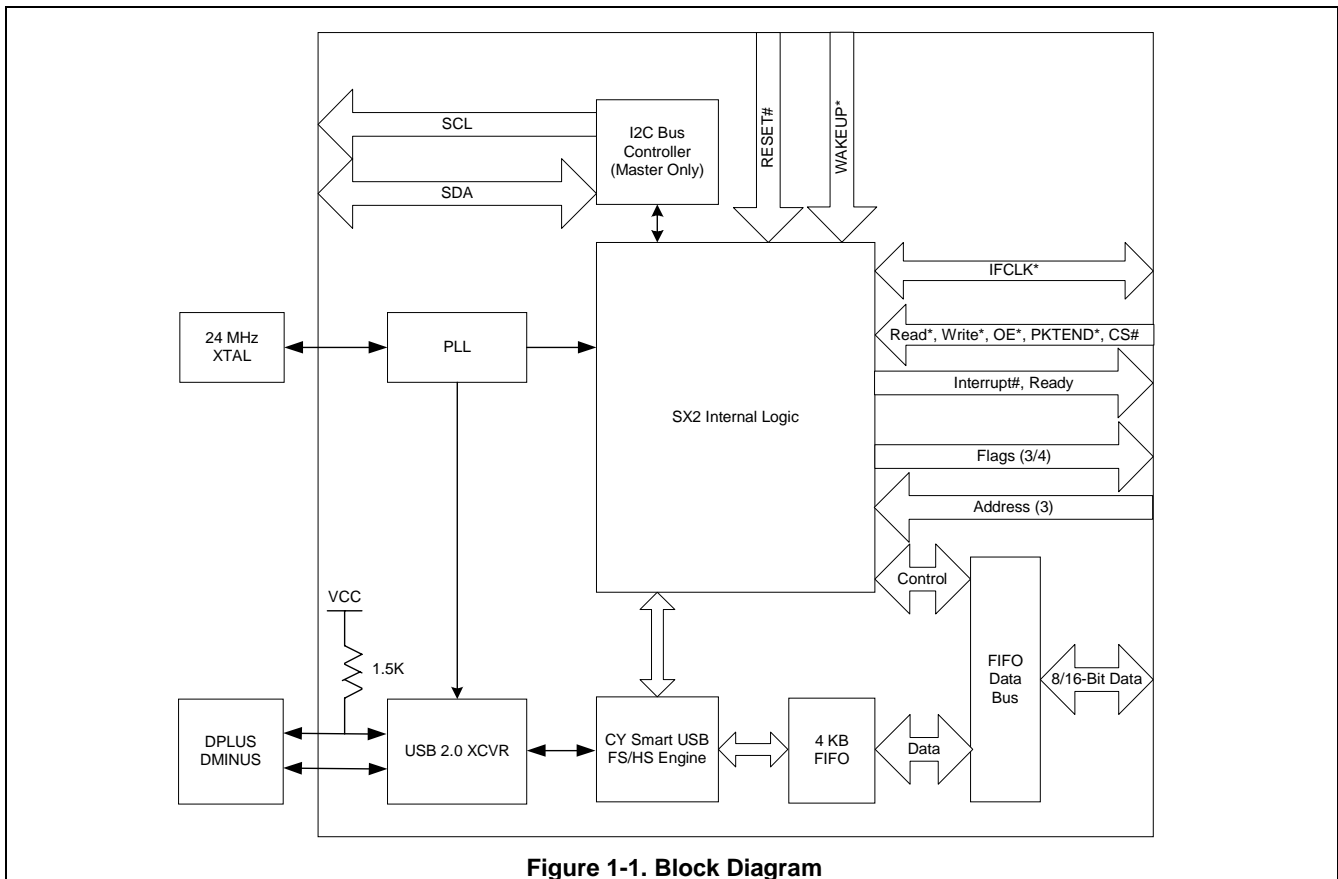 RESET#
WAKEUP*
SCL
I2C Bus
Controller
(Master Only)
SDA
IFCLK*
24 MHz
XTAL
PLL
Read*, Write*, OE*, PKTEND*, CS#
Interrupt#, Ready
SX2 Internal Logic
Flags (3/4)
Address (3)
Control
VCC
1.5K
FIFO
Data
Bus
8/16-Bit Data
DPLUS
DMINUS
USB 2.0 XCVR
CY Smart USB
FS/HS Engine
4 KB
FIFO
Data
Figure 1-1. Block Diagram